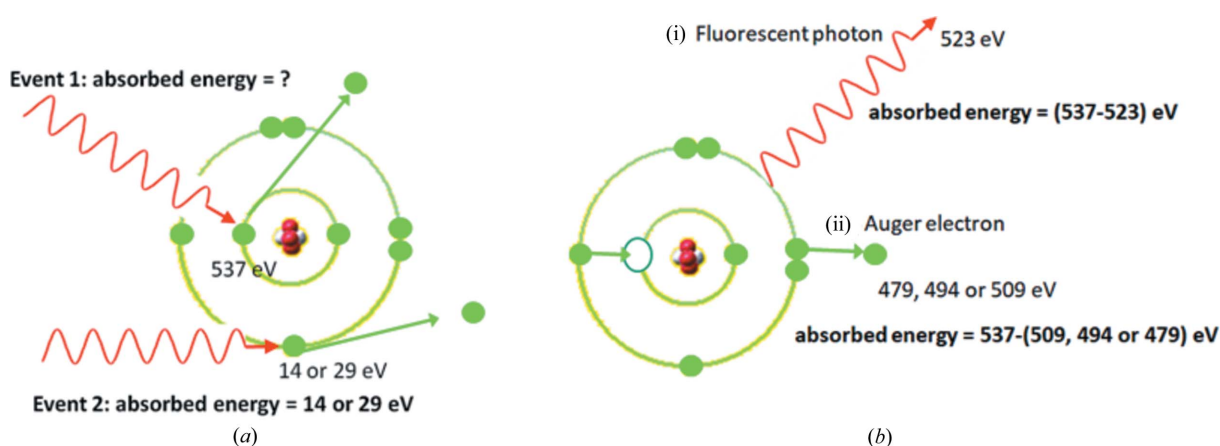 Event 1: absorbed energy = ?
537 eV
14 or 29 eV
Event 2: absorbed energy = 14 or 29 eV
(a)
(i) Fluorescent photon
523 eV
absorbed energy = (537-523) eV
(ii) Auger electron
479, 494 or 509 eV
absorbed energy = 537-(509, 494 or 479) eV
(b)